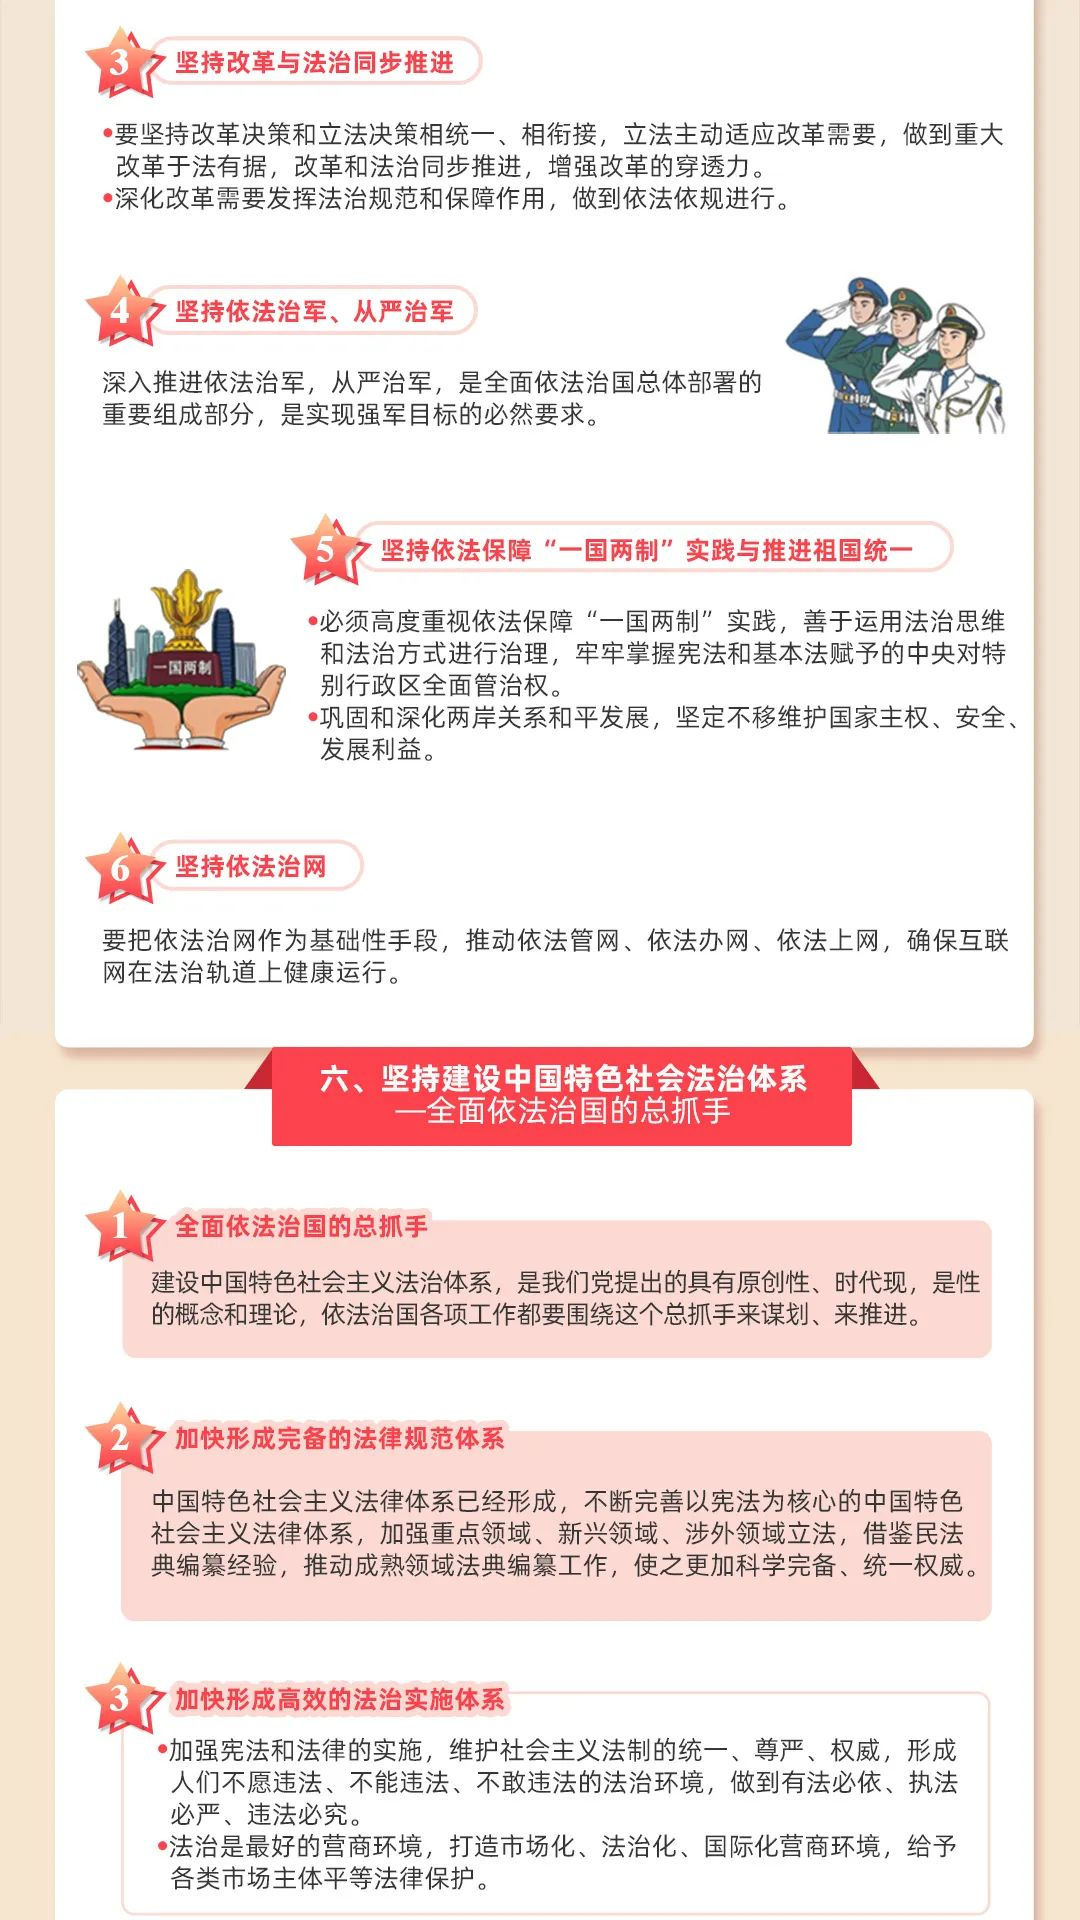 3
坚持改革与法治同步推进
•要坚持改革决策和立法决策相统一、相衔接，立法主动适应改革需要，做到重大
改革于法有据，改革和法治同步推进，增强改革的穿透力。
•深化改革需要发挥法治规范和保障作用，做到依法依规进行。
4
坚持依法治军、从严治军
深入推进依法治军，从严治军，是全面依法治国总体部署的
重要组成部分，是实现强军目标的必然要求。
5
坚持依法保障“一国两制”实践与推进祖国统一
一国两制
•必须高度重视依法保障“一国两制”实践，善于运用法治思维
和法治方式进行治理，牢牢掌握宪法和基本法赋予的中央对特
别行政区全面管治权。
•巩固和深化两岸关系和平发展，坚定不移维护国家主权、安全、
发展利益。
6
坚持依法治网
要把依法治网作为基础性手段，推动依法管网、依法办网、依法上网，确保互联
网在法治轨道上健康运行。
六、坚持建设中国特色社会法治体系
—全面依法治国的总抓手
1
全面依法治国的总抓手
建设中国特色社会主义法治体系，是我们党提出的具有原创性、时代现，是性
的概念和理论，依法治国各项工作都要围绕这个总抓手来谋划、来推进。
2
加快形成完备的法律规范体系
中国特色社会主义法律体系已经形成，不断完善以宪法为核心的中国特色
社会主义法律体系，加强重点领域、新兴领域、涉外领域立法，借鉴民法
典编纂经验，推动成熟领域法典编纂工作，使之更加科学完备、统一权威。
3
加快形成高效的法治实施体系
•加强宪法和法律的实施，维护社会主义法制的统一、尊严、权威，形成
人们不愿违法、不能违法、不敢违法的法治环境，做到有法必依、执法
必严、违法必究。
•法治是最好的营商环境，打造市场化、法治化、国际化营商环境，给予
各类市场主体平等法律保护。